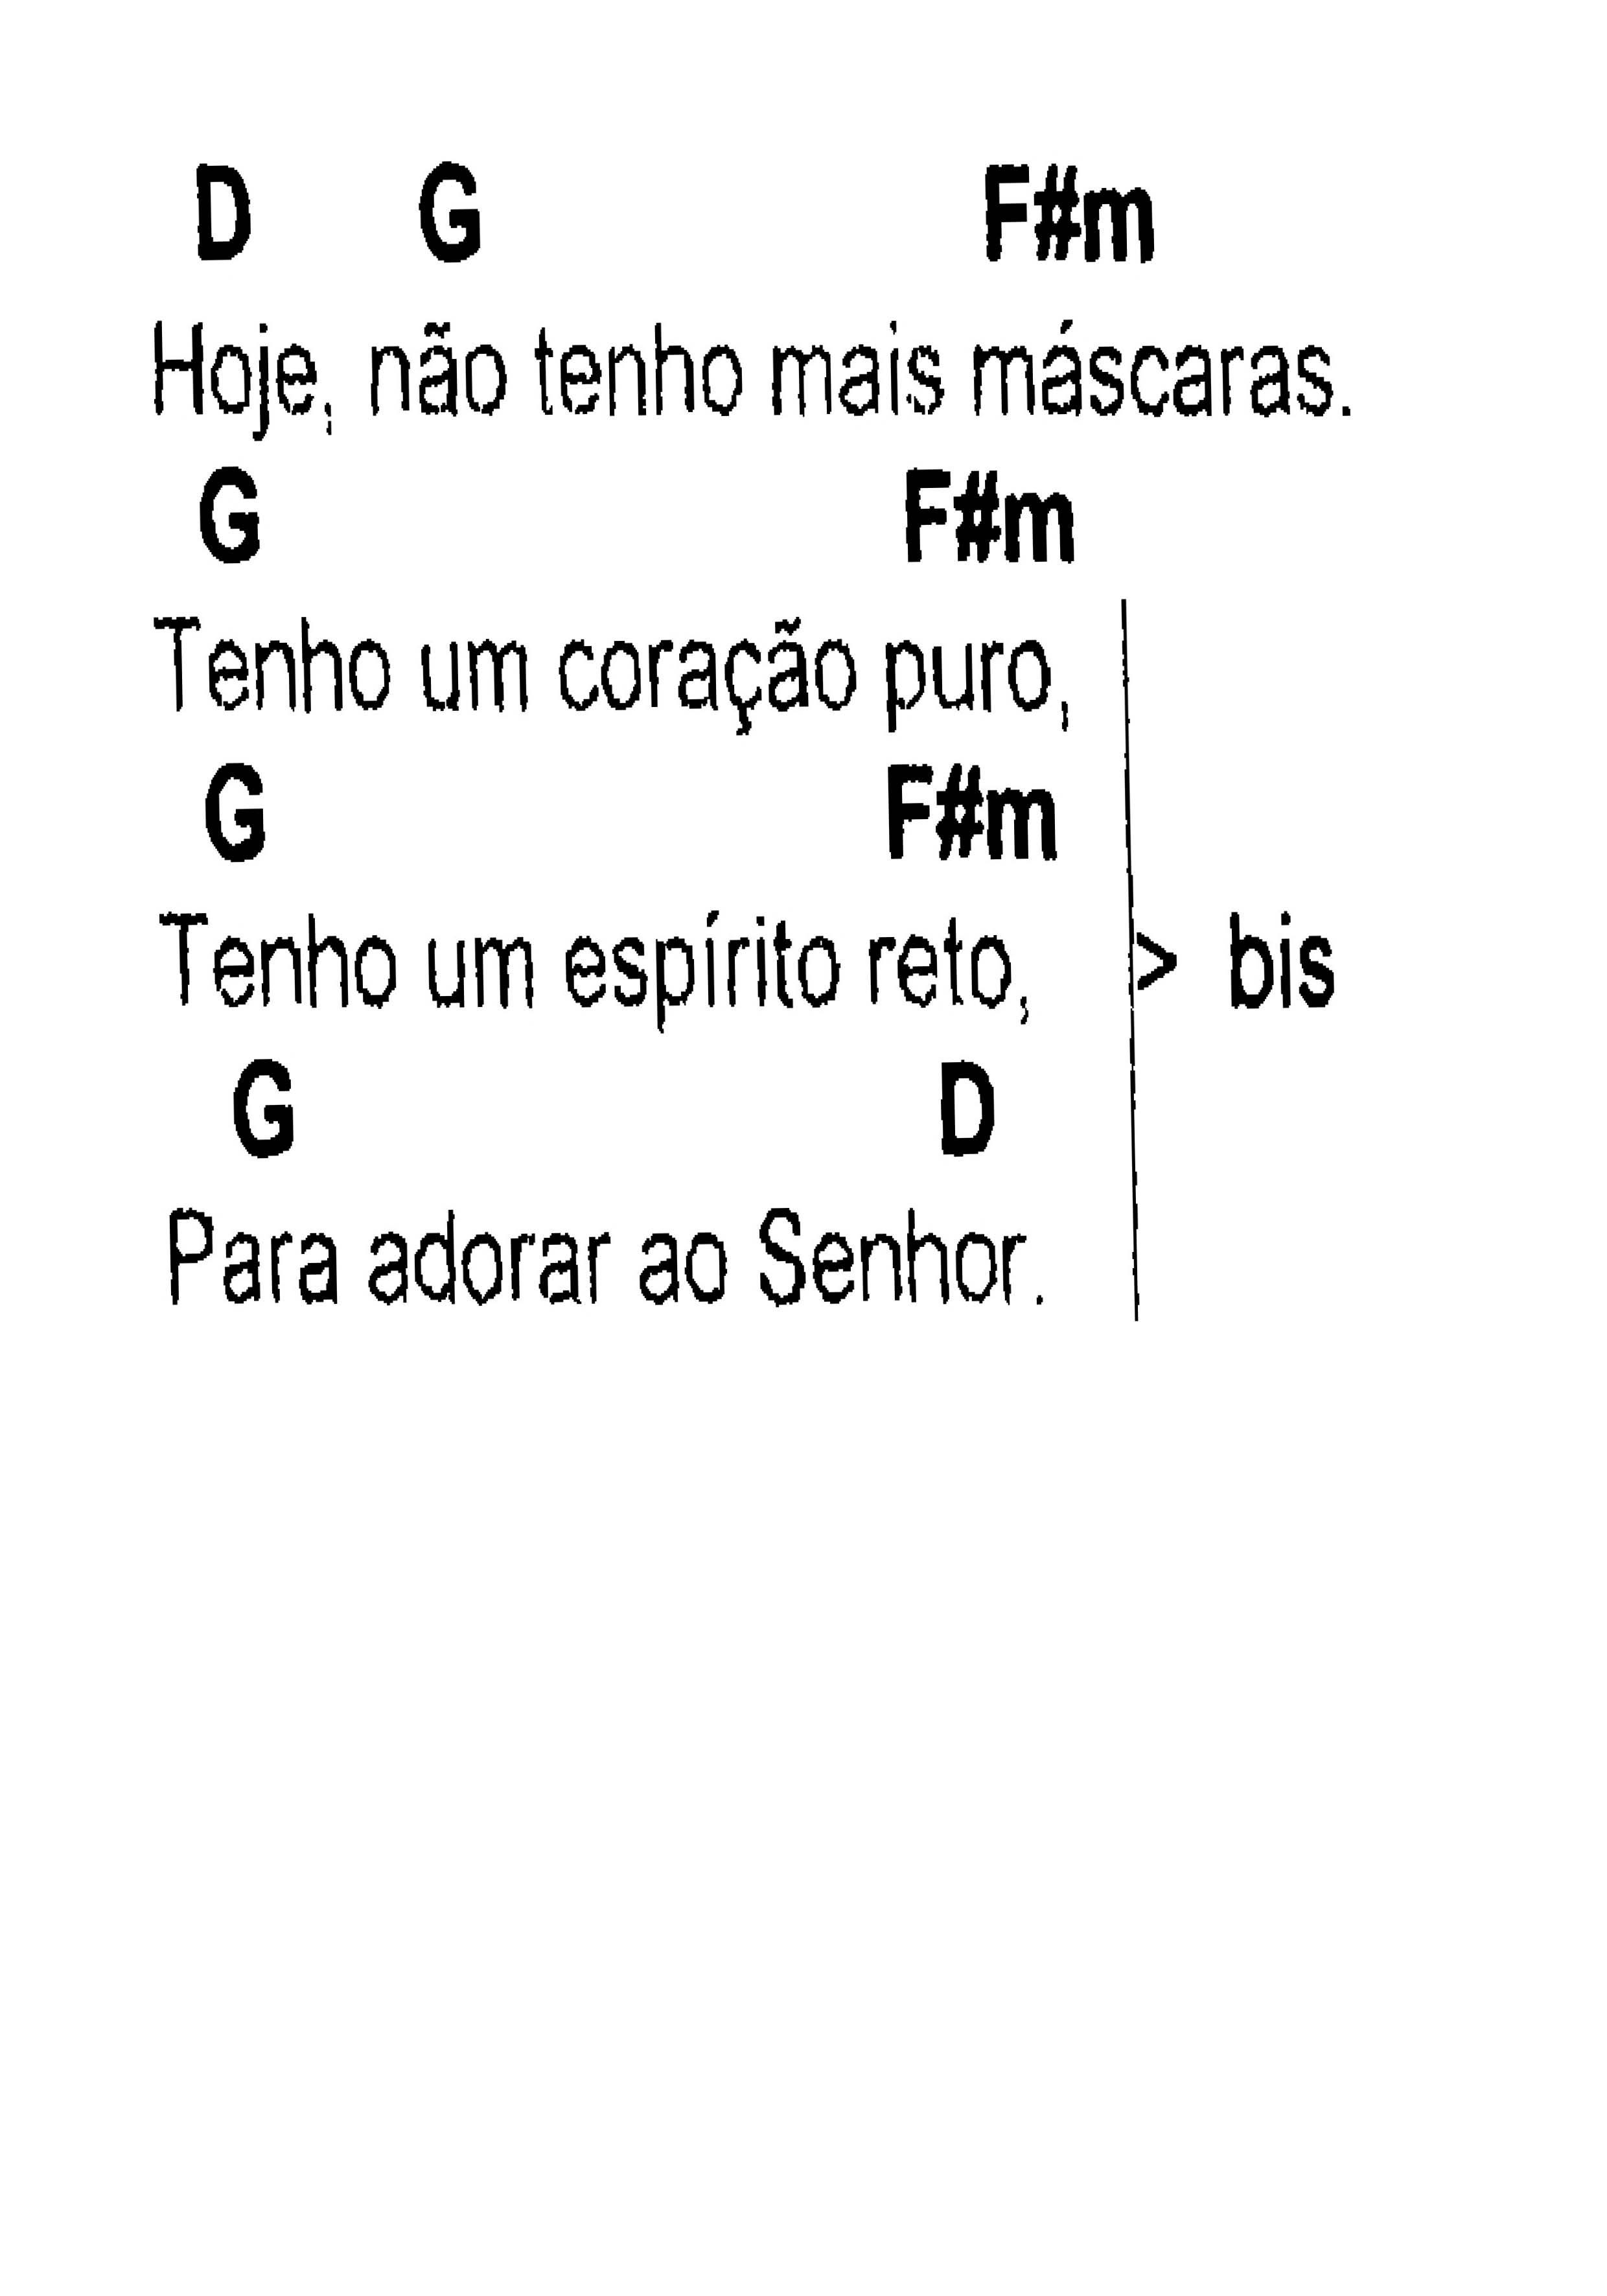 D G F#m
Hoje, não tenho mais máscaras.
G F#m
Tenho um coração puro,
G F#m
Tenho um espírito reto, > bis
G D
Para adorar ao Senhor.